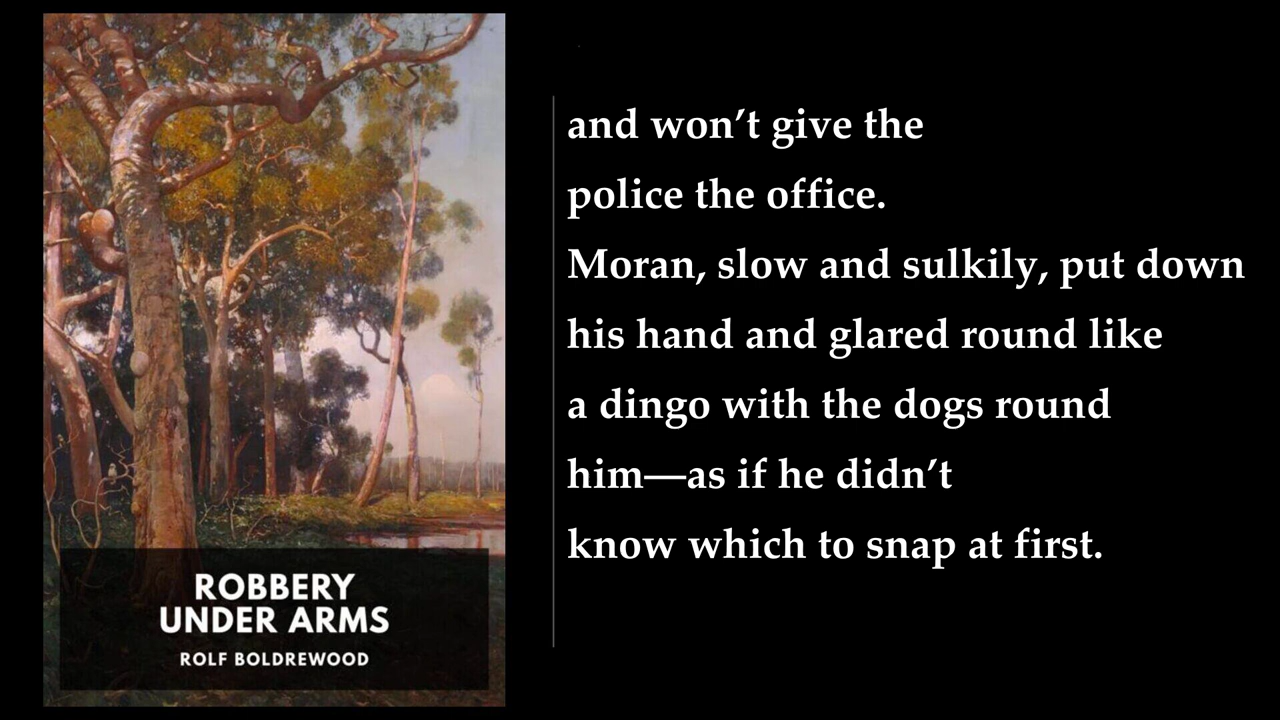 ROBBERY
UNDER ARMS
ROLF BOLDREWOOD
and won’t give the
police the office.
Moran, slow and sulkily, put down
his hand and glared round like
a dingo with the dogs round
him—as if he didn’t
know which to snap at first.